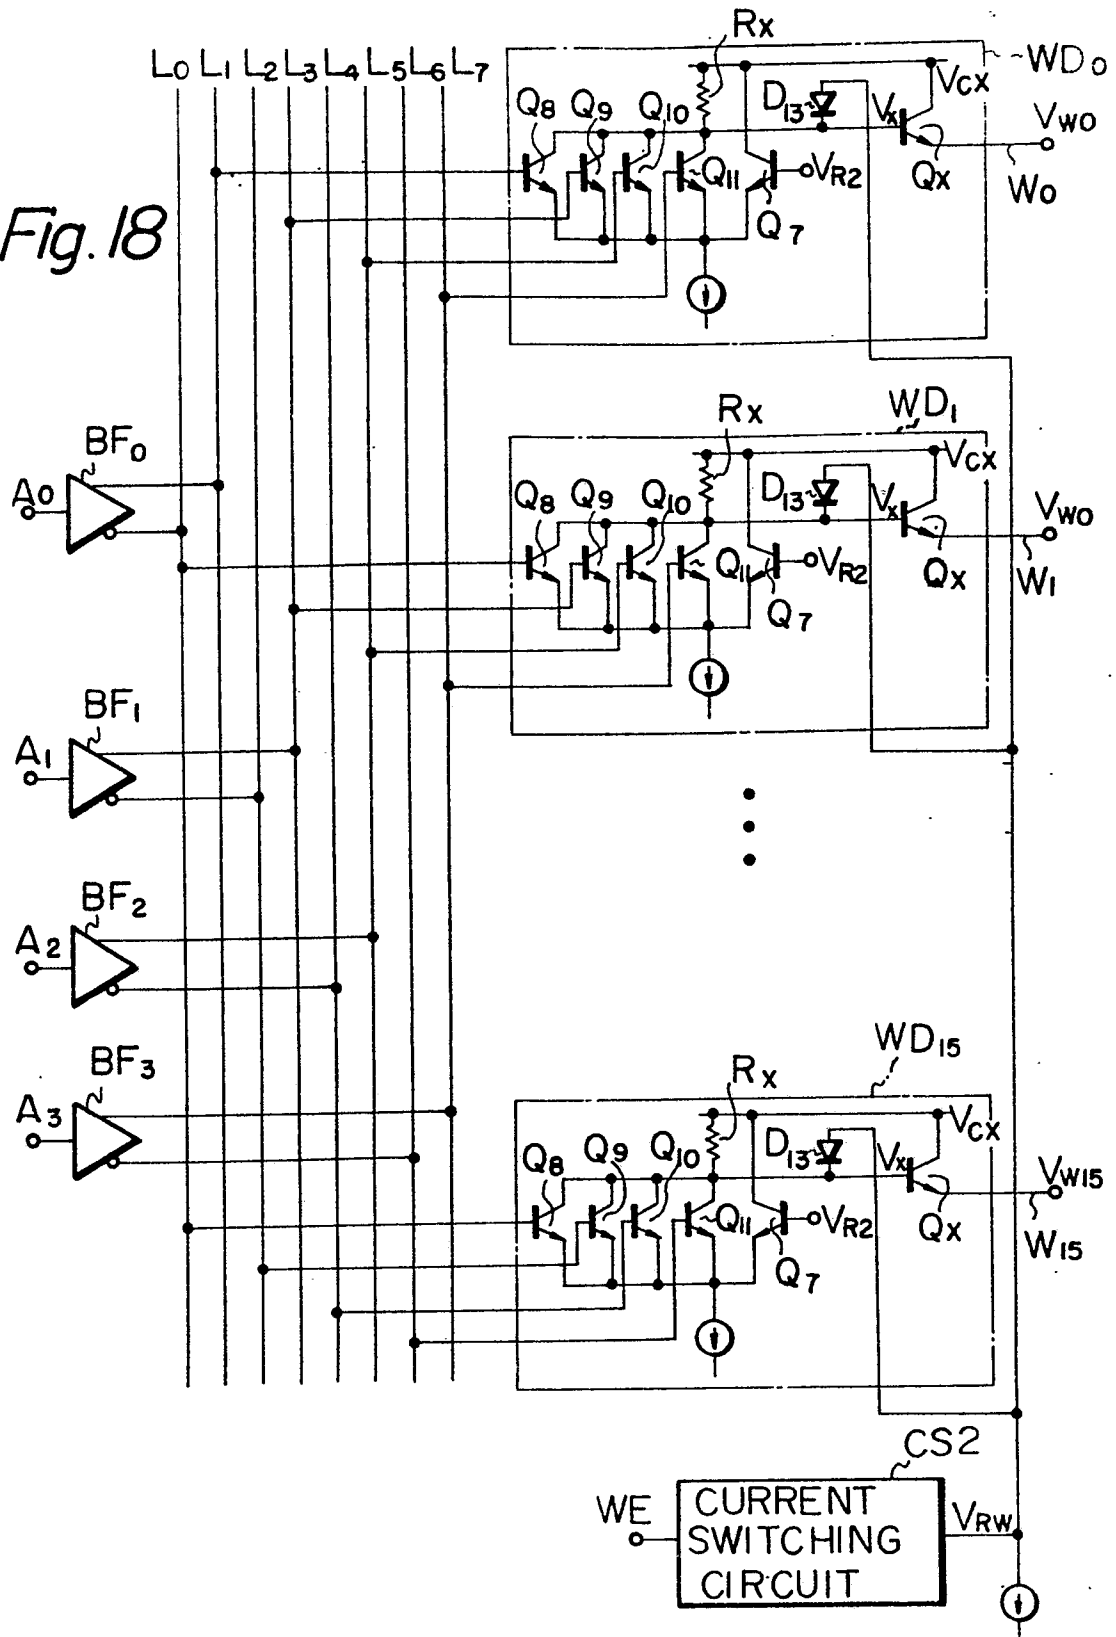 Fig. 18
L0 L1 L2 L3 L4 L5 L6 L7
Rx
WD0
Q8 Q9 Q10 Q11 D13 Vx VCX
VR2 Q7 Qx VW0 W0
BF0
A0
Rx
WD1
Q8 Q9 Q10 Q11 D13 Vx VCX
VR2 Q7 Qx VW0 W1
BF1
A1
BF2
A2
BF3
A3
Rx
WD15
Q8 Q9 Q10 Q11 D13 Vx VCX
VR2 Q7 Qx VW15 W15
CS2
WE
CURRENT
SWITCHING
CIRCUIT
VRW